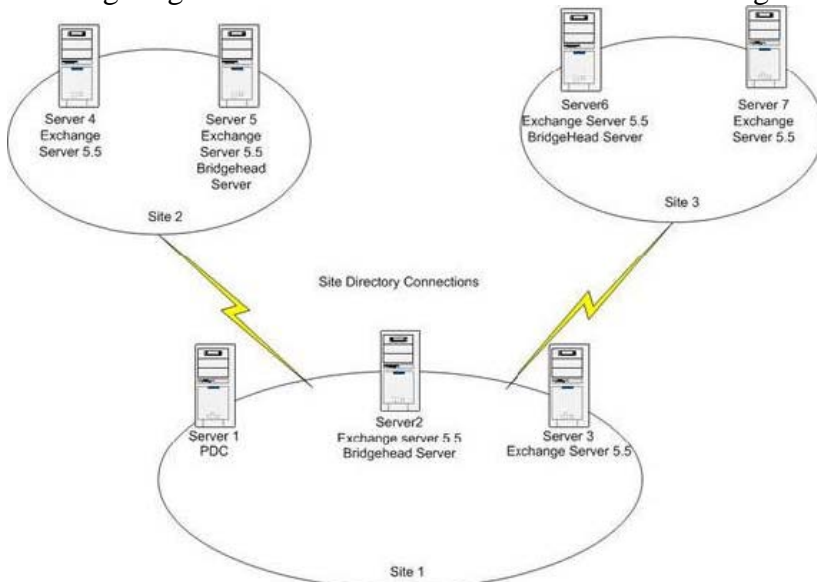 Server 4
Exchange
Server 5.5
Server 5
Exchange
Server 5.5
Bridgehead
Server
Site 2
Server6
Exchange Server 5.5
BridgeHead Server
Server 7
Exchange
Server 5.5
Site 3
Site Directory Connections
Server 1
PDC
Server2
Exchange server 5.5
Bridgehead Server
Server 3
Exchange Server 5.5
Site 1